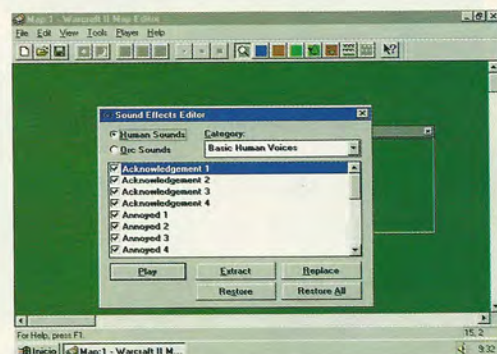 Map:1 - Warcraft II Map Editor
File Edit View Tools Player Help
Sound Effects Editor
Human Sounds
Orc Sounds
Category:
Basic Human Voices
Acknowledgement 1
Acknowledgement 2
Acknowledgement 3
Acknowledgement 4
Annoyed 1
Annoyed 2
Annoyed 3
Annoyed 4
Play Extract Replace
Restore Restore All
For Help, press F1. 15, 2
Inicio Map:1 - Warcraft II M... 9:32